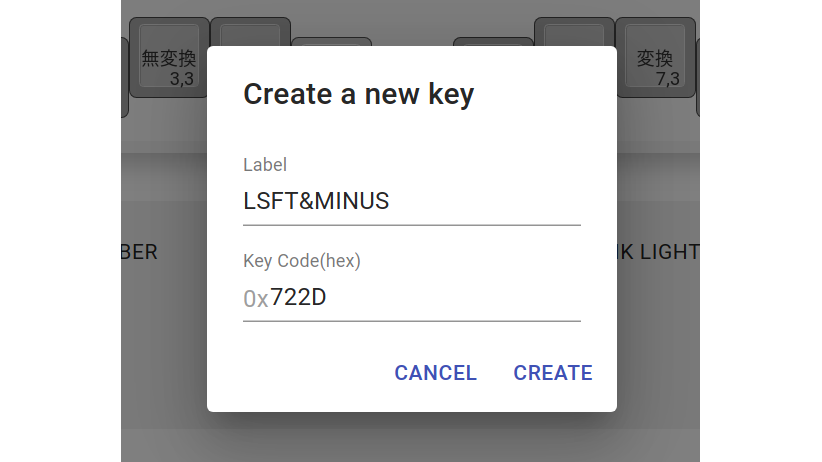 無変換
3,3
変換
7,3
Create a new key
Label
LSFT&MINUS
BER
K LIGHT
Key Code(hex)
0x722D
CANCEL
CREATE